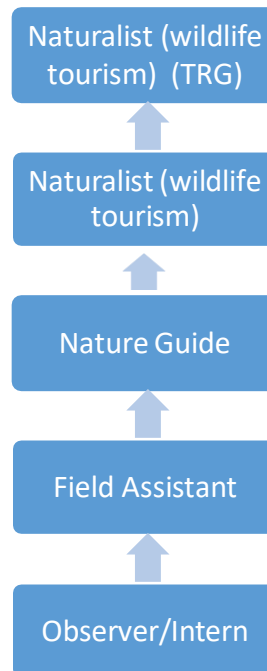 Naturalist (wildlife
tourism) (TRG)
Naturalist (wildlife
tourism)
Nature Guide
Field Assistant
Observer/Intern